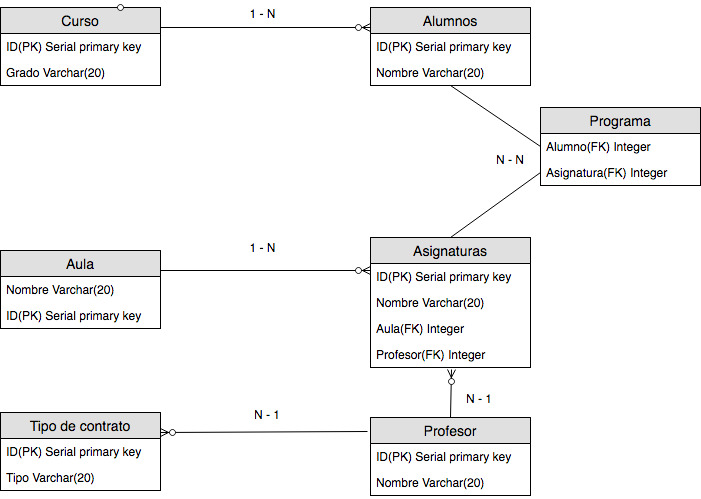 Curso
ID(PK) Serial primary key
Grado Varchar(20)
1 - N
Alumnos
ID(PK) Serial primary key
Nombre Varchar(20)
Programa
Alumno(FK) Integer
Asignatura(FK) Integer
N - N
Aula
Nombre Varchar(20)
ID(PK) Serial primary key
1 - N
Asignaturas
ID(PK) Serial primary key
Nombre Varchar(20)
Aula(FK) Integer
Profesor(FK) Integer
N - 1
Tipo de contrato
ID(PK) Serial primary key
Tipo Varchar(20)
N - 1
Profesor
ID(PK) Serial primary key
Nombre Varchar(20)